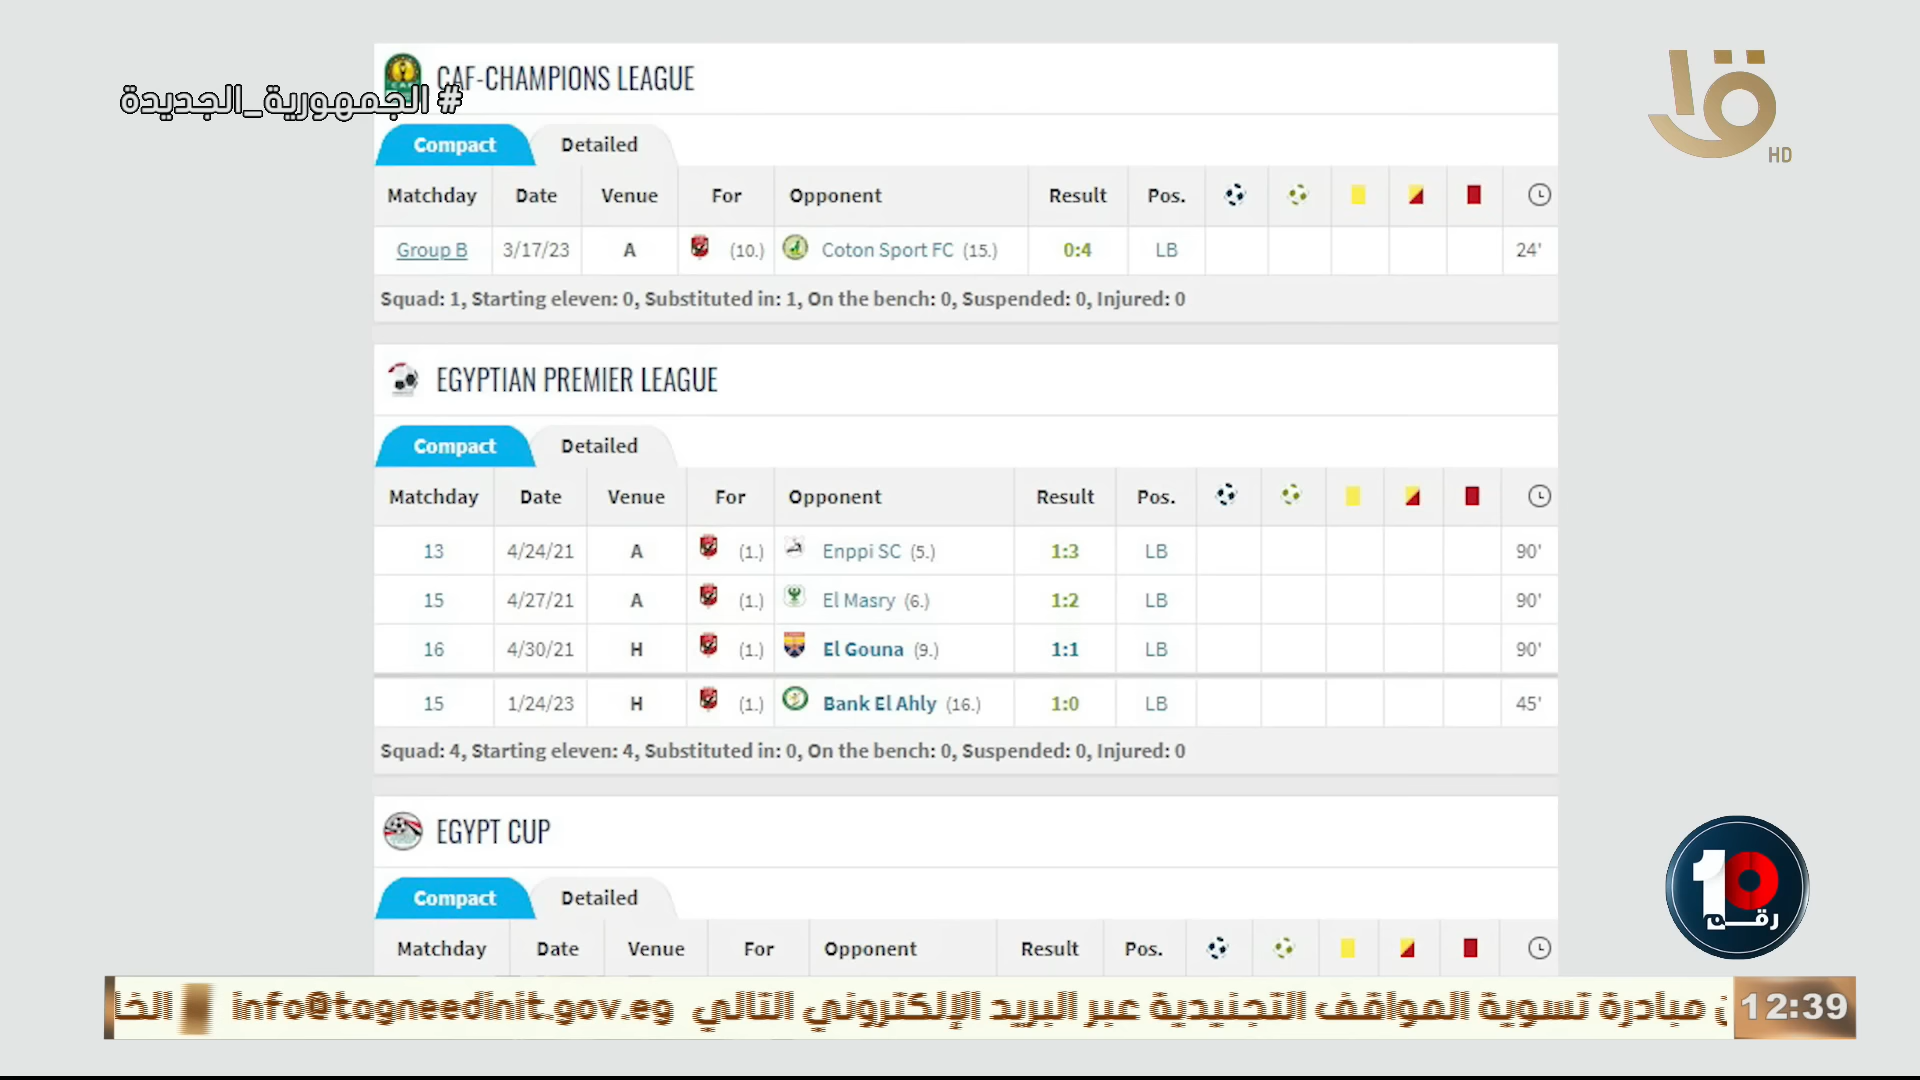 CAF-CHAMPIONS LEAGUE
#الجمهورية_الجديدة
HD
Compact Detailed
Matchday Date Venue For Opponent Result Pos.
Group B 3/17/23 A (10.) Coton Sport FC (15.) 0:4 LB 24'
Squad: 1, Starting eleven: 0, Substituted in: 1, On the bench: 0, Suspended: 0, Injured: 0
EGYPTIAN PREMIER LEAGUE
Compact Detailed
Matchday Date Venue For Opponent Result Pos.
13 4/24/21 A (1.) Enppi SC (5.) 1:3 LB 90'
15 4/27/21 A (1.) El Masry (6.) 1:2 LB 90'
16 4/30/21 H (1.) El Gouna (9.) 1:1 LB 90'
15 1/24/23 H (1.) Bank El Ahly (16.) 1:0 LB 45'
Squad: 4, Starting eleven: 4, Substituted in: 0, On the bench: 0, Suspended: 0, Injured: 0
EGYPT CUP
Compact Detailed
10
رقم
Matchday Date Venue For Opponent Result Pos.
مبادرة تسوية المواقف التجنيدية عبر البريد الإلكتروني التالي info@togneedinit.gov.eg
12:39